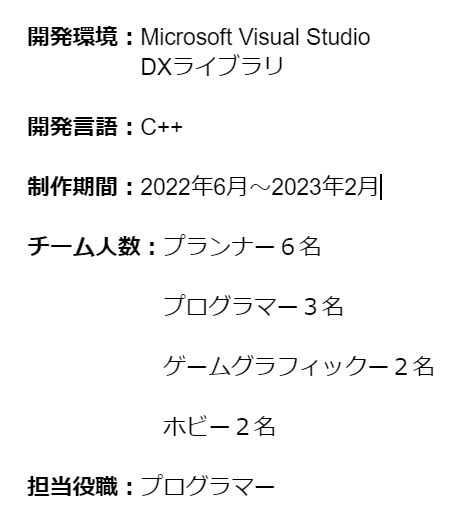 開発環境：Microsoft Visual Studio
DXライブラリ
開発言語：C++
制作期間：2022年6月～2023年2月
チーム人数：プランナー６名
プログラマー３名
ゲームグラフィックー２名
ホビー２名
担当役職：プログラマー